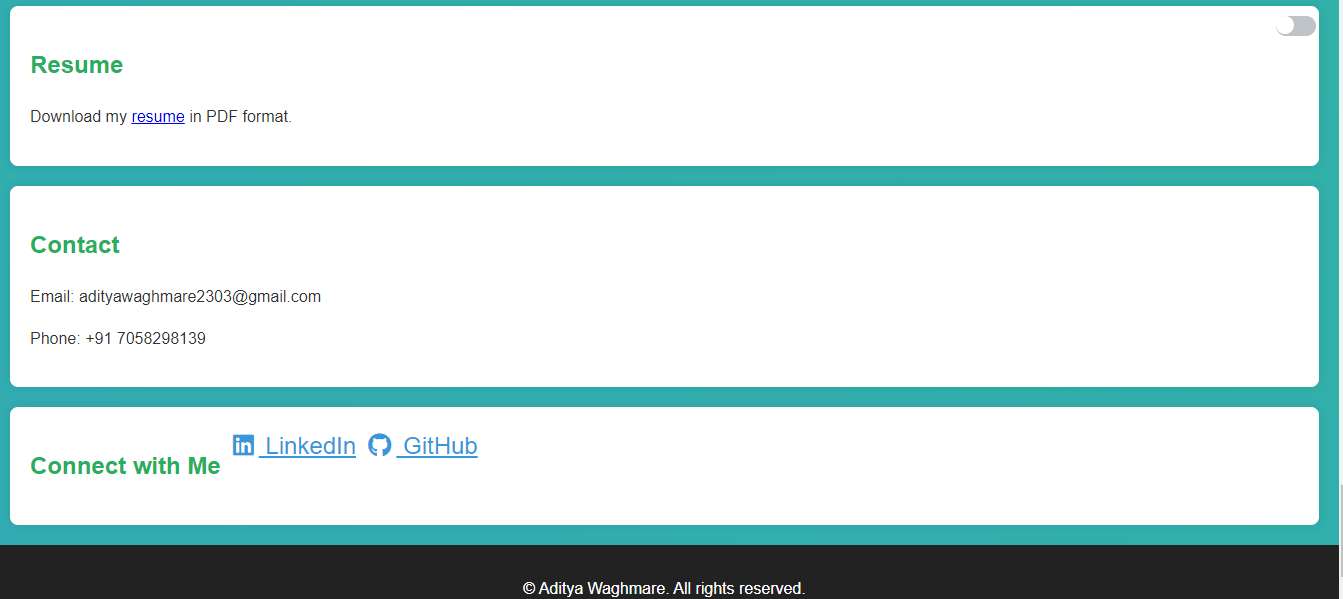 Resume
Download my resume in PDF format.
Contact
Email: adityawaghmare2303@gmail.com
Phone: +91 7058298139
Connect with Me in LinkedIn GitHub
© Aditya Waghmare. All rights reserved.